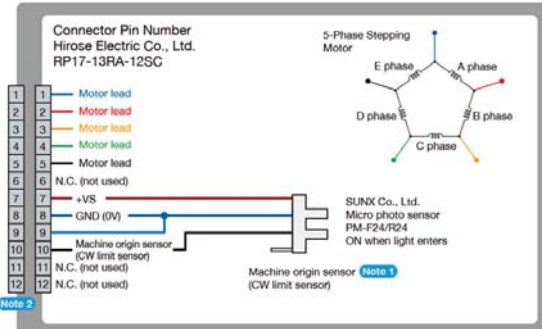 Connector Pin Number
Hirose Electric Co., Ltd.
RP17-13RA-12SC
5-Phase Stepping
Motor
E phase
A phase
D phase
B phase
C phase
1 1 Motor lead
2 2 Motor lead
3 3 Motor lead
4 4 Motor lead
5 5 Motor lead
6 6 N.C. (not used)
7 7 +VS
8 8 GND (0V)
9 9
10 10 Machine origin sensor
(CW limit sensor)
11 11 N.C. (not used)
12 12 N.C. (not used)
SUNX Co., Ltd.
Micro photo sensor
PM-F24/R24
ON when light enters
Machine origin sensor Note 1
(CW limit sensor)
Note 2